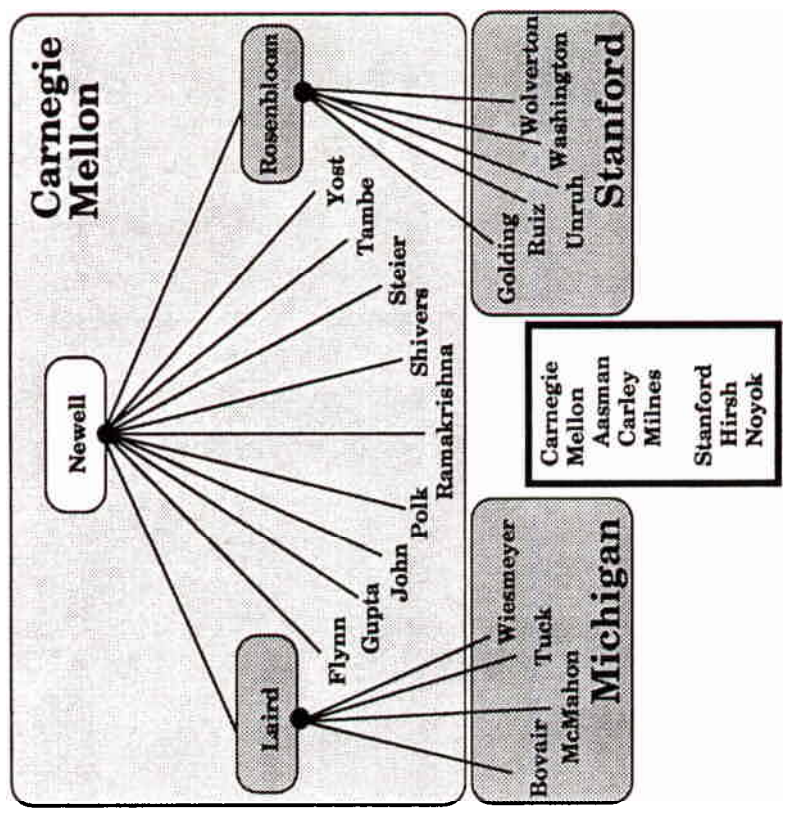 Carnegie
Mellon
Newell
Laird
Rosenbloom
Flynn
Gupta
John
Polk
Ramakrishna
Shivers
Steier
Tambe
Yost
Bovair
McMahon
Tuck
Wiesmeyer
Michigan
Golding
Ruiz
Unruh
Washington
Wolverton
Stanford
Carnegie
Mellon
Aasman
Carley
Milnes
Stanford
Hirsh
Noyok